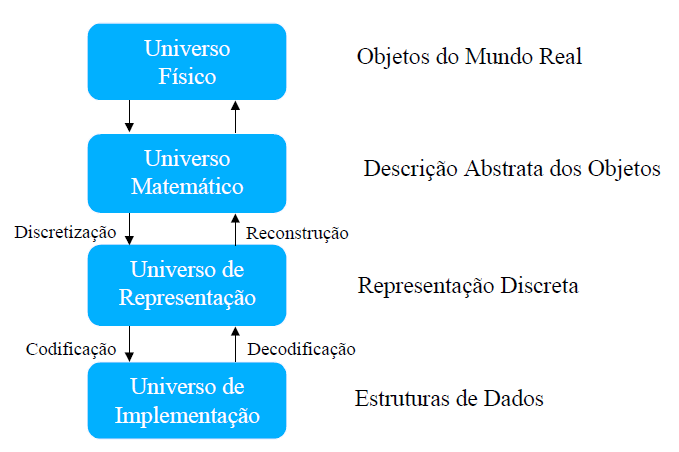 Universo
Físico
Objetos do Mundo Real
Universo
Matemático
Descrição Abstrata dos Objetos
Discretização
Reconstrução
Universo de
Representação
Representação Discreta
Codificação
Decodificação
Universo de
Implementação
Estruturas de Dados